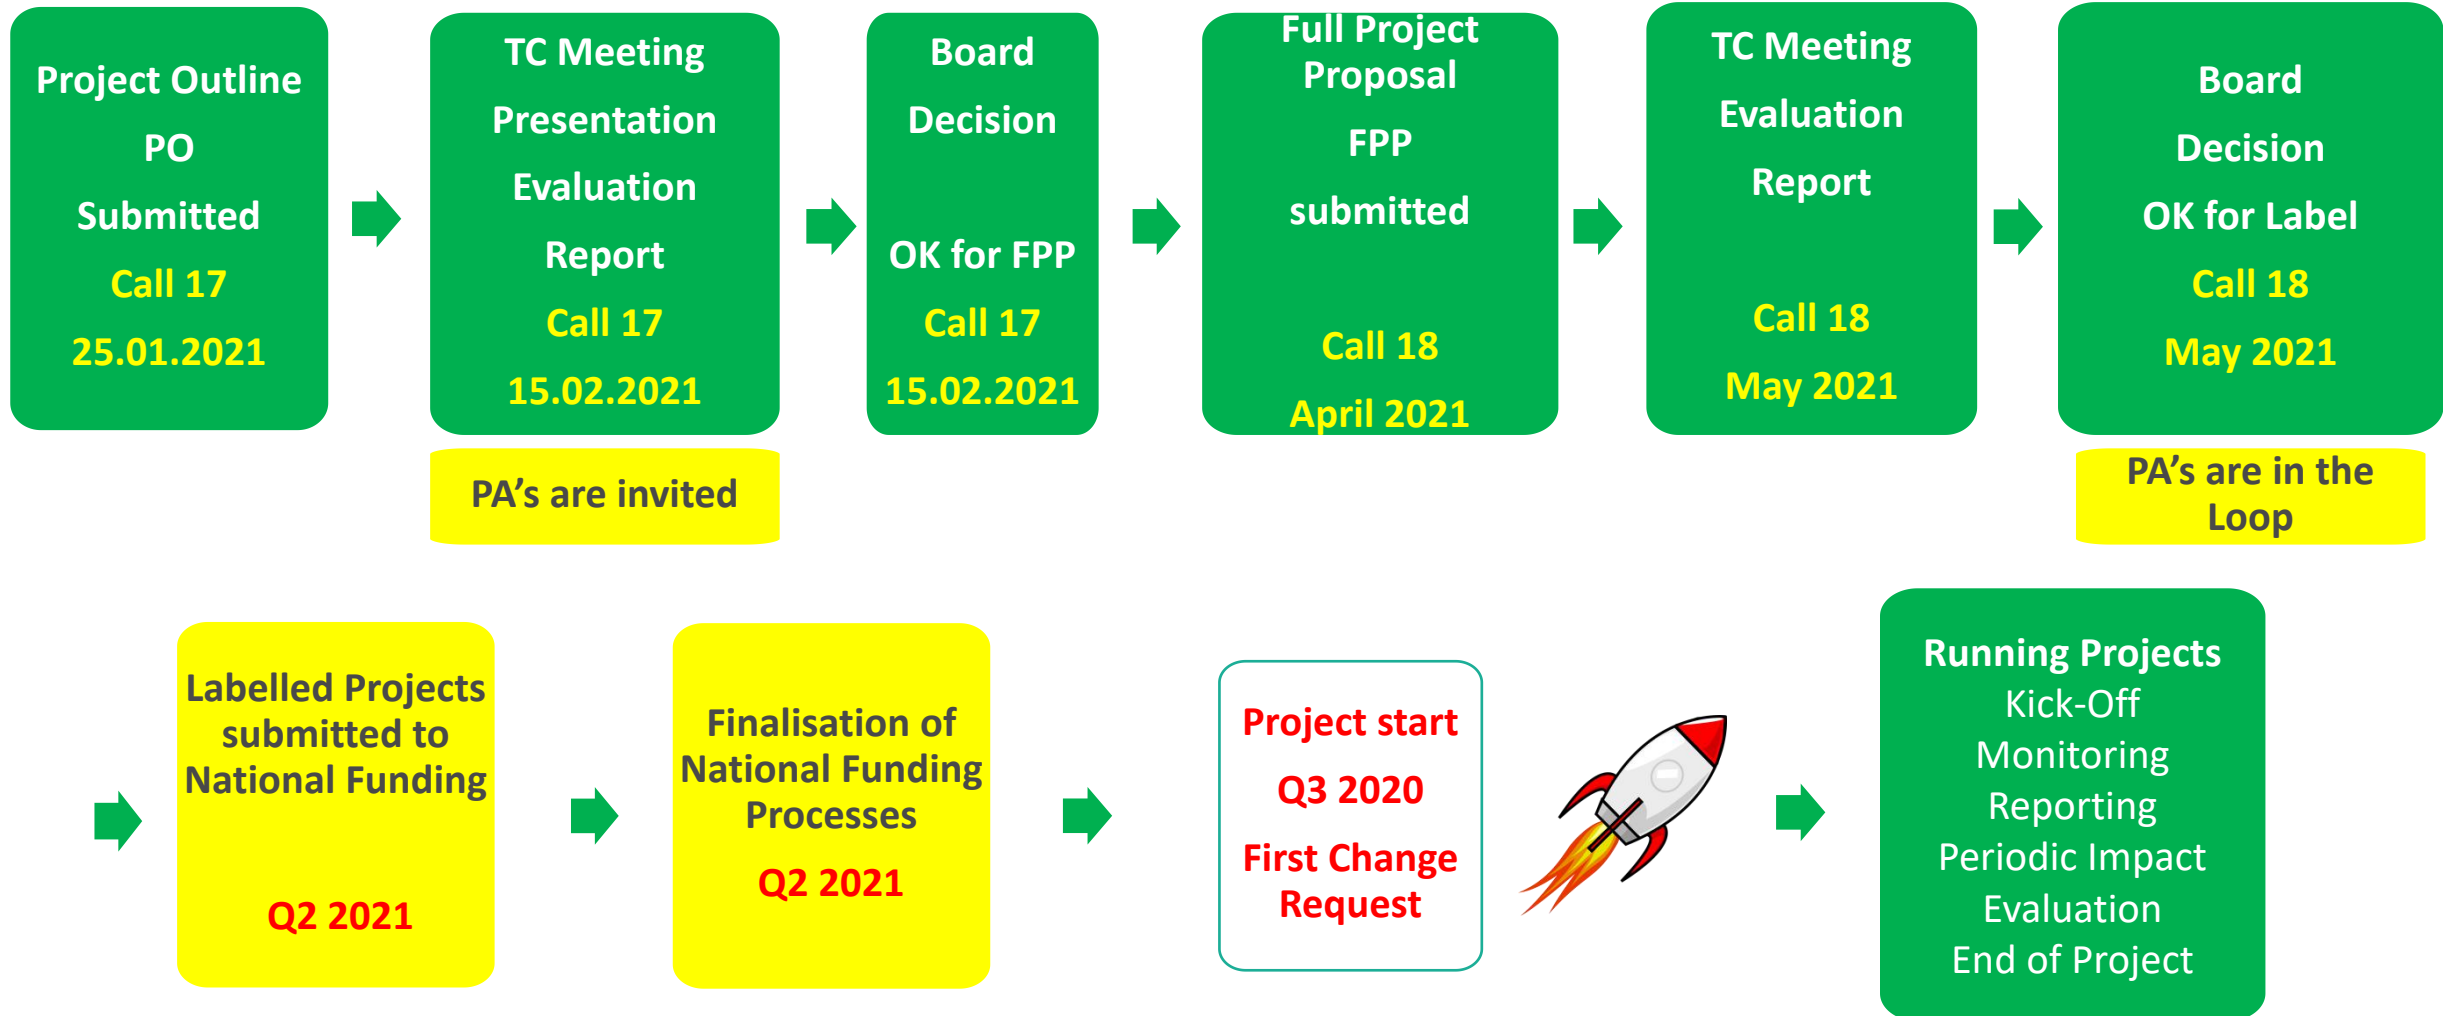 Project Outline
PO
Submitted
Call 17
25.01.2021
TC Meeting
Presentation
Evaluation
Report
Call 17
15.02.2021
PA's are invited
Board
Decision
OK for FPP
Call 17
15.02.2021
Full Project
Proposal
FPP
submitted
Call 18
April 2021
TC Meeting
Evaluation
Report
Call 18
May 2021
Board
Decision
OK for Label
Call 18
May 2021
PA's are in the
Loop
Labelled Projects
submitted to
National Funding
Q2 2021
Finalisation of
National Funding
Processes
Q2 2021
Project start
Q3 2020
First Change
Request
Running Projects
Kick-Off
Monitoring
Reporting
Periodic Impact
Evaluation
End of Project